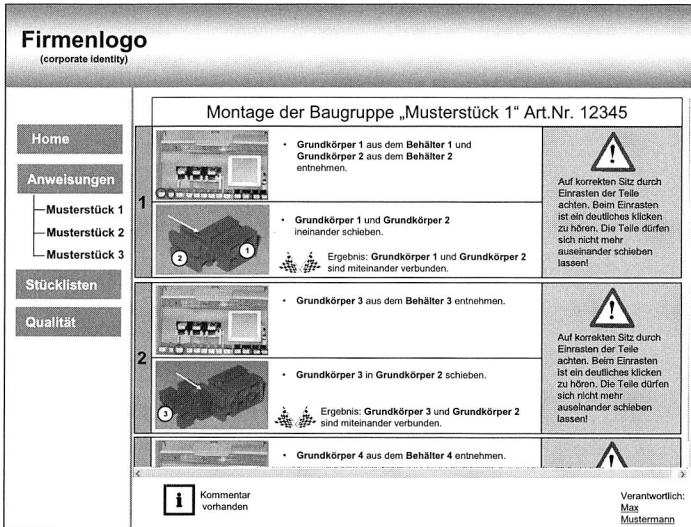 Firmenlogo
(corporate identity)
Home
Anweisungen
Musterstück 1
Musterstück 2
Musterstück 3
Stücklisten
Qualität
Montage der Baugruppe „Musterstück 1“ Art.Nr. 12345
1
• Grundkörper 1 aus dem Behälter 1 und
Grundkörper 2 aus dem Behälter 2
entnehmen.
2
1
• Grundkörper 1 und Grundkörper 2
ineinander schieben.
Ergebnis: Grundkörper 1 und Grundkörper 2
sind miteinander verbunden.
!
Auf korrekten Sitz durch
Einrasten der Teile
achten. Beim Einrasten
ist ein deutliches klicken
zu hören. Die Teile dürfen
sich nicht mehr
auseinander schieben
lassen!
2
• Grundkörper 3 aus dem Behälter 3 entnehmen.
3
• Grundkörper 3 in Grundkörper 2 schieben.
Ergebnis: Grundkörper 3 und Grundkörper 2
sind miteinander verbunden.
!
Auf korrekten Sitz durch
Einrasten der Teile
achten. Beim Einrasten
ist ein deutliches klicken
zu hören. Die Teile dürfen
sich nicht mehr
auseinander schieben
lassen!
• Grundkörper 4 aus dem Behälter 4 entnehmen.
i
Kommentar
vorhanden
Verantwortlich:
Max
Mustermann